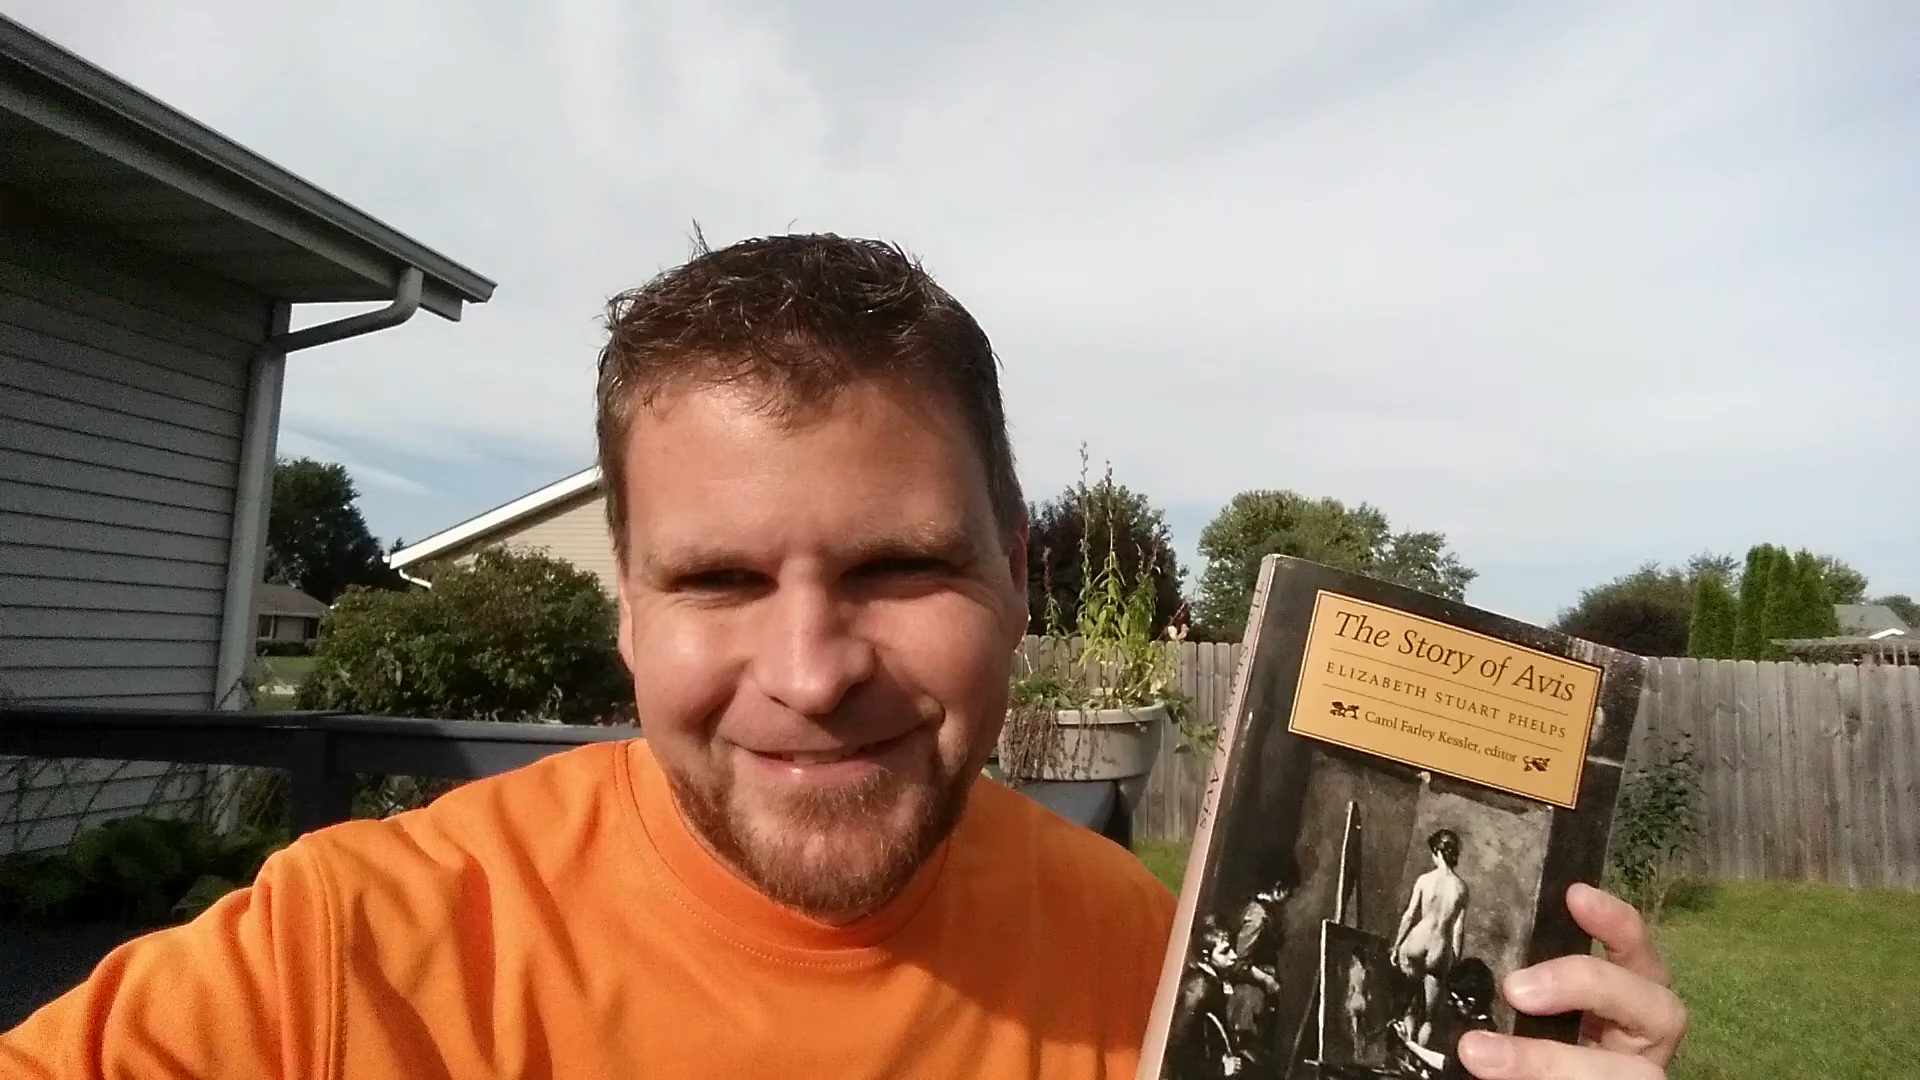 The Story of Avis
ELIZABETH STUART PHELPS
Carol Farley Kessler, editor